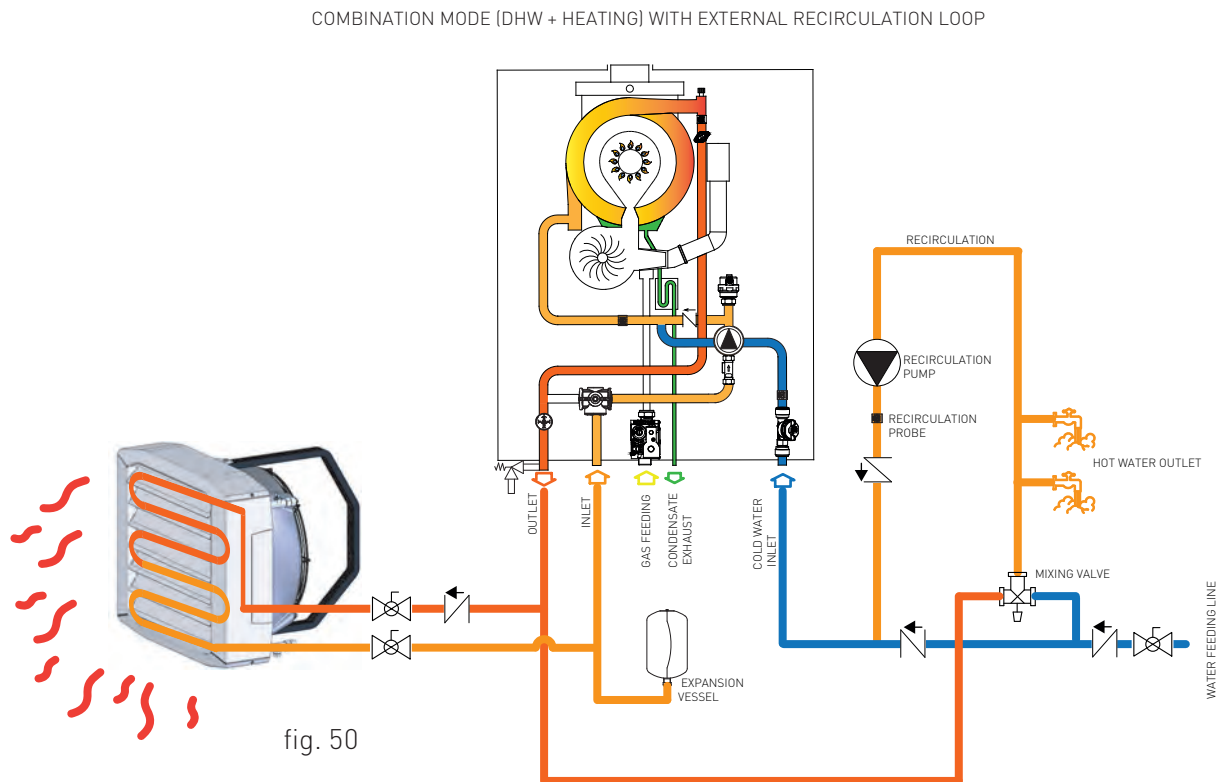 COMBINATION MODE (DHW + HEATING) WITH EXTERNAL RECIRCULATION LOOP
RECIRCULATION
RECIRCULATION
PUMP
RECIRCULATION
PROBE
HOT WATER OUTLET
OUTLET
INLET
GAS FEEDING
CONDENSATE
EXHAUST
COLD WATER
INLET
MIXING VALVE
WATER FEEDING LINE
EXPANSION
VESSEL
fig. 50